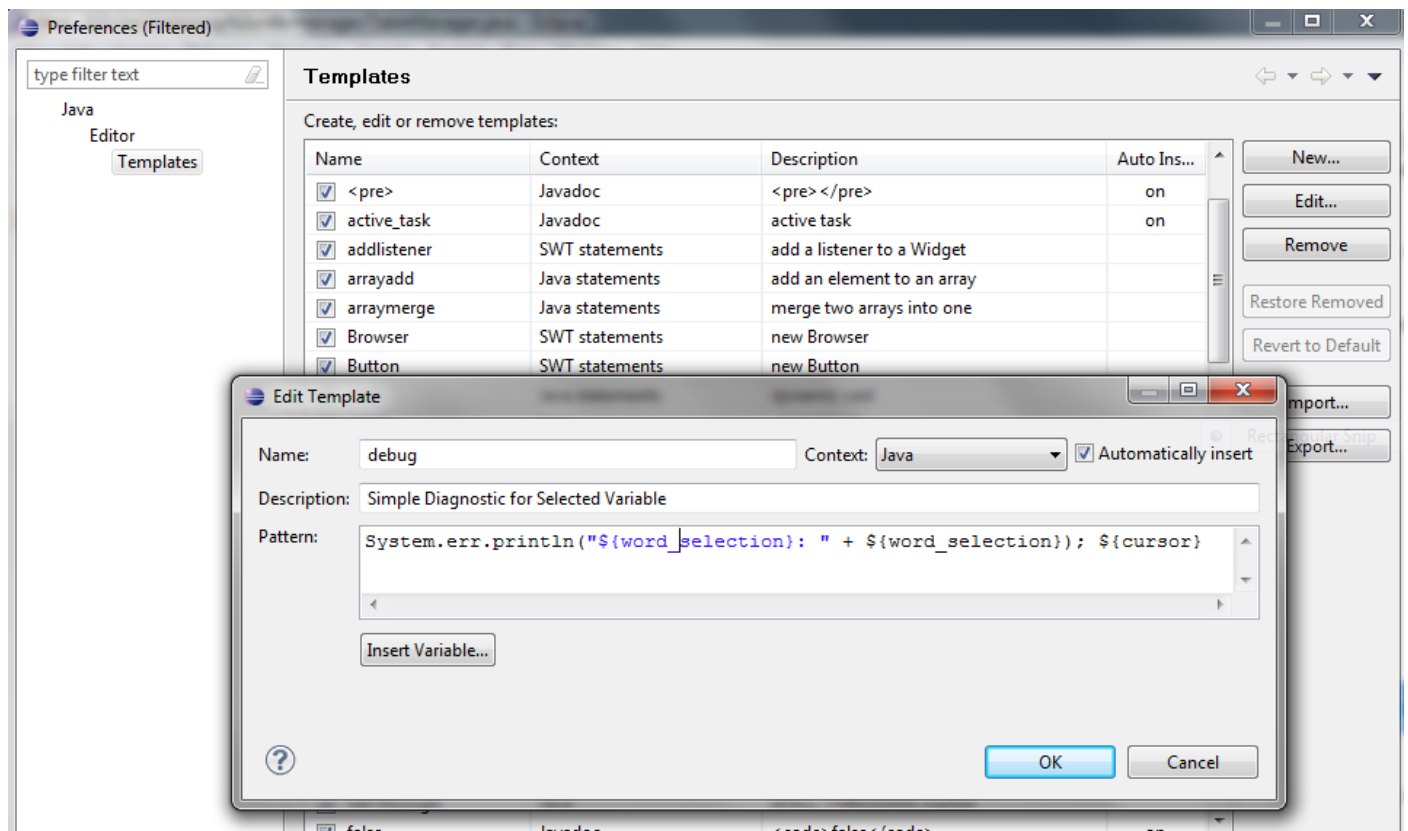 Preferences (Filtered)
type filter text
Java
Editor
Templates
Templates
Create, edit or remove templates:
Name Context Description Auto Ins...
<pre> Javadoc <pre></pre> on
active_task Javadoc active task on
addlistener SWT statements add a listener to a Widget
arrayadd Java statements add an element to an array
arraymerge Java statements merge two arrays into one
Browser SWT statements new Browser
Button SWT statements new Button
New...
Edit...
Remove
Restore Removed
Revert to Default
mport...
Export...
Rectangular Snip
Edit Template
Name: debug Context: Java Automatically insert
Description: Simple Diagnostic for Selected Variable
Pattern: System.err.println("${word_selection}: " + ${word_selection}); ${cursor}
Insert Variable...
?
OK Cancel
false Javadoc <code>false</code> on